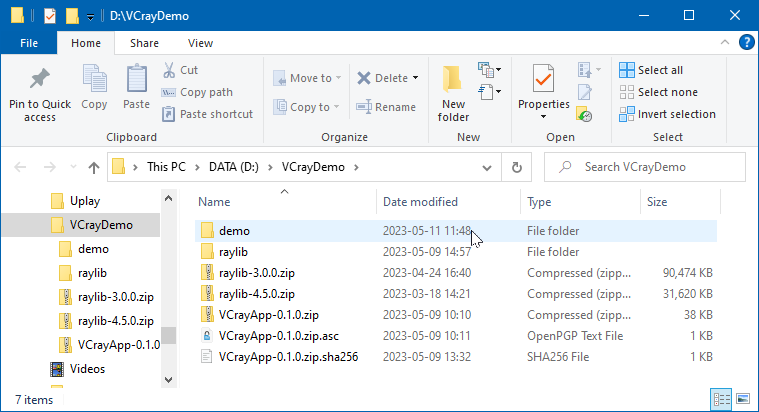 D:\VCrayDemo
File Home Share View
Pin to Quick access
Copy
Paste
Cut
Copy path
Paste shortcut
Clipboard
Move to
Copy to
Delete
Rename
Organize
New folder
New
Properties
Open
Select all
Select none
Invert selection
Select
This PC > DATA (D:) > VCrayDemo >
Search VCrayDemo
Uplay
VCrayDemo
demo
raylib
raylib-3.0.0.zip
raylib-4.5.0.zip
VCrayApp-0.1.0
Videos
Name Date modified Type Size
demo 2023-05-11 11:48 File folder
raylib 2023-05-09 14:57 File folder
raylib-3.0.0.zip 2023-04-24 16:40 Compressed (zipp... 90,474 KB
raylib-4.5.0.zip 2023-03-18 14:21 Compressed (zipp... 31,620 KB
VCrayApp-0.1.0.zip 2023-05-09 10:10 Compressed (zipp... 38 KB
VCrayApp-0.1.0.zip.asc 2023-05-09 10:11 OpenPGP Text File 1 KB
VCrayApp-0.1.0.zip.sha256 2023-05-09 13:32 SHA256 File 1 KB
7 items